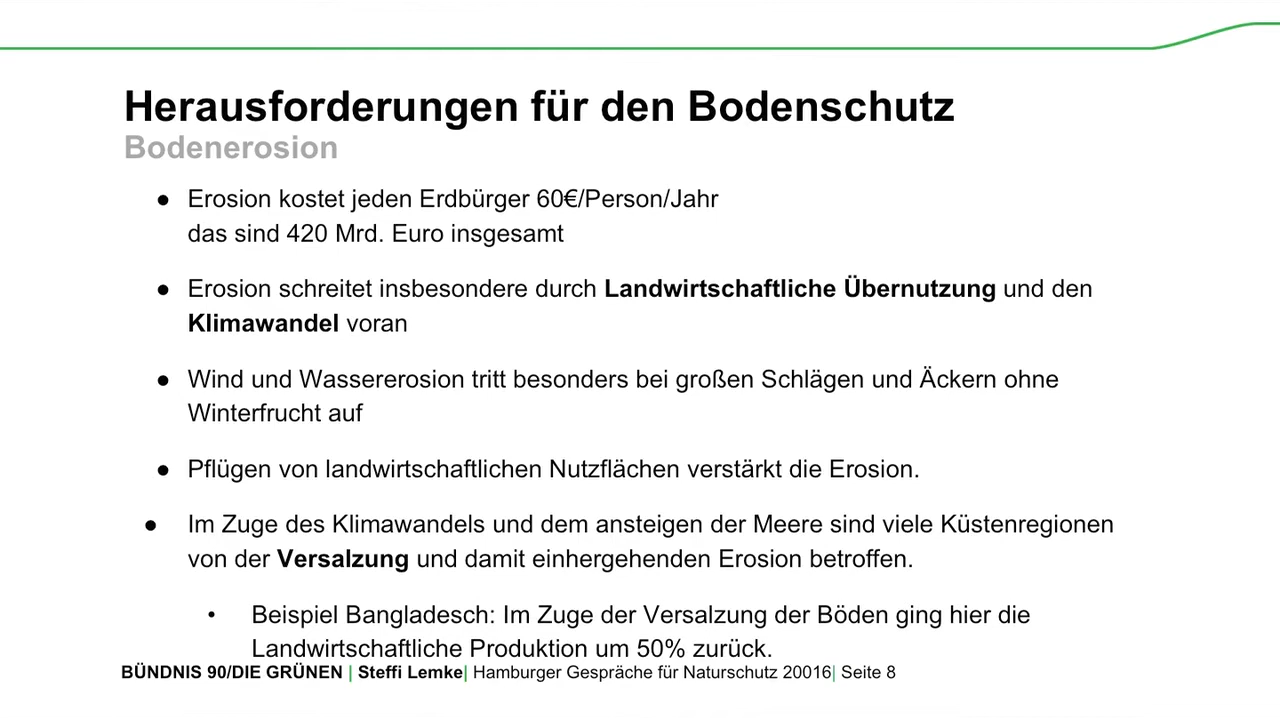 Herausforderungen für den Bodenschutz
Bodenerosion
● Erosion kostet jeden Erdbürger 60€/Person/Jahr
das sind 420 Mrd. Euro insgesamt
● Erosion schreitet insbesondere durch Landwirtschaftliche Übernutzung und den
Klimawandel voran
● Wind und Wassererosion tritt besonders bei großen Schlägen und Äckern ohne
Winterfrucht auf
● Pflügen von landwirtschaftlichen Nutzflächen verstärkt die Erosion.
● Im Zuge des Klimawandels und dem ansteigen der Meere sind viele Küstenregionen
von der Versalzung und damit einhergehenden Erosion betroffen.
• Beispiel Bangladesch: Im Zuge der Versalzung der Böden ging hier die
Landwirtschaftliche Produktion um 50% zurück.
BÜNDNIS 90/DIE GRÜNEN | Steffi Lemke| Hamburger Gespräche für Naturschutz 20016| Seite 8